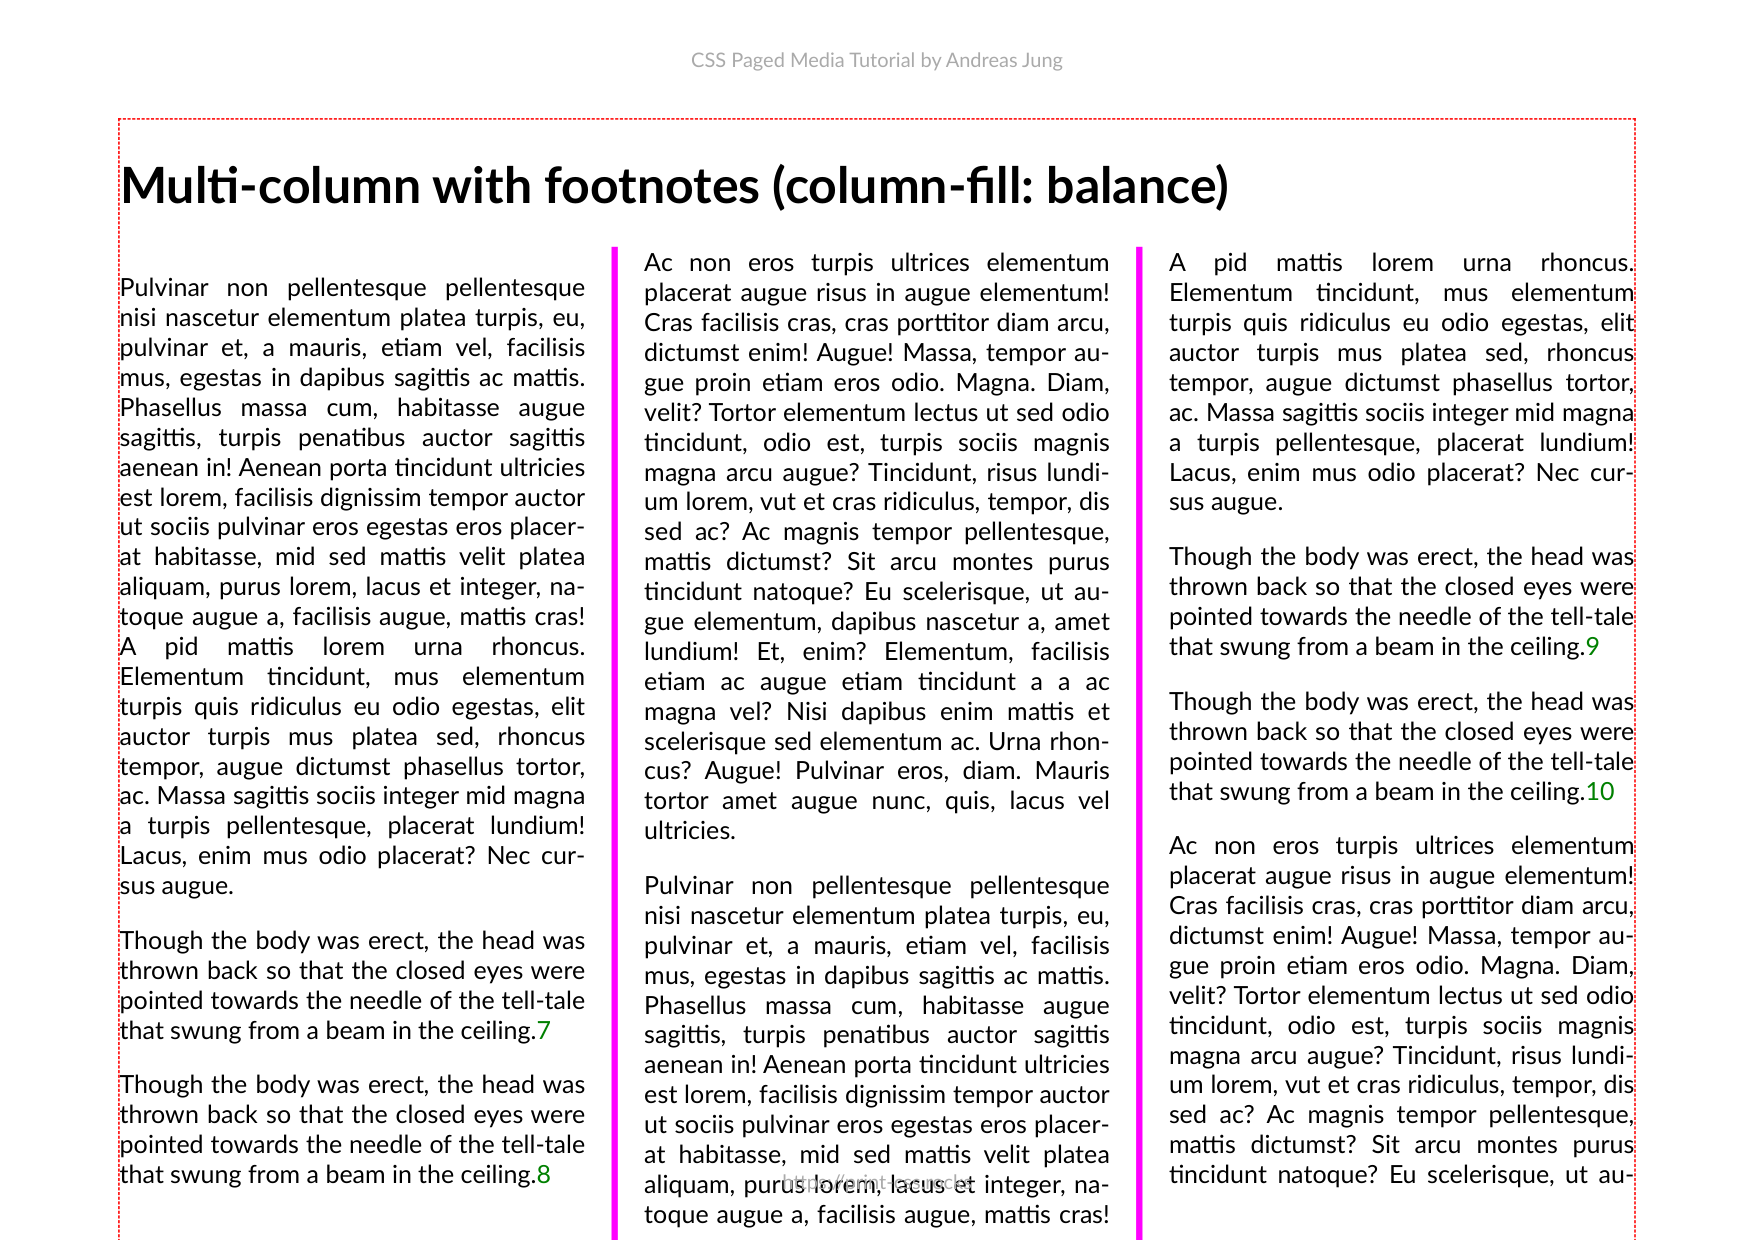 CSS Paged Media Tutorial by Andreas Jung
Multi-column with footnotes (column-fill: balance)
Pulvinar non pellentesque pellentesque
nisi nascetur elementum platea turpis, eu,
pulvinar et, a mauris, etiam vel, facilisis
mus, egestas in dapibus sagittis ac mattis.
Phasellus massa cum, habitasse augue
sagittis, turpis penatibus auctor sagittis
aenean in! Aenean porta tincidunt ultricies
est lorem, facilisis dignissim tempor auctor
ut sociis pulvinar eros egestas eros placer-
at habitasse, mid sed mattis velit platea
aliquam, purus lorem, lacus et integer, na-
toque augue a, facilisis augue, mattis cras!
A pid mattis lorem urna rhoncus.
Elementum tincidunt, mus elementum
turpis quis ridiculus eu odio egestas, elit
auctor turpis mus platea sed, rhoncus
tempor, augue dictumst phasellus tortor,
ac. Massa sagittis sociis integer mid magna
a turpis pellentesque, placerat lundium!
Lacus, enim mus odio placerat? Nec cur-
sus augue.
Though the body was erect, the head was
thrown back so that the closed eyes were
pointed towards the needle of the tell-tale
that swung from a beam in the ceiling.7
Though the body was erect, the head was
thrown back so that the closed eyes were
pointed towards the needle of the tell-tale
that swung from a beam in the ceiling.8
Ac non eros turpis ultrices elementum
placerat augue risus in augue elementum!
Cras facilisis cras, cras porttitor diam arcu,
dictumst enim! Augue! Massa, tempor au-
gue proin etiam eros odio. Magna. Diam,
velit? Tortor elementum lectus ut sed odio
tincidunt, odio est, turpis sociis magnis
magna arcu augue? Tincidunt, risus lundi-
um lorem, vut et cras ridiculus, tempor, dis
sed ac? Ac magnis tempor pellentesque,
mattis dictumst? Sit arcu montes purus
tincidunt natoque? Eu scelerisque, ut au-
gue elementum, dapibus nascetur a, amet
lundium! Et, enim? Elementum, facilisis
etiam ac augue etiam tincidunt a a ac
magna vel? Nisi dapibus enim mattis et
scelerisque sed elementum ac. Urna rhon-
cus? Augue! Pulvinar eros, diam. Mauris
tortor amet augue nunc, quis, lacus vel
ultricies.
Pulvinar non pellentesque pellentesque
nisi nascetur elementum platea turpis, eu,
pulvinar et, a mauris, etiam vel, facilisis
mus, egestas in dapibus sagittis ac mattis.
Phasellus massa cum, habitasse augue
sagittis, turpis penatibus auctor sagittis
aenean in! Aenean porta tincidunt ultricies
est lorem, facilisis dignissim tempor auctor
ut sociis pulvinar eros egestas eros placer-
at habitasse, mid sed mattis velit platea
aliquam, purus lorem, lacus et integer, na-
toque augue a, facilisis augue, mattis cras!
A pid mattis lorem urna rhoncus.
Elementum tincidunt, mus elementum
turpis quis ridiculus eu odio egestas, elit
auctor turpis mus platea sed, rhoncus
tempor, augue dictumst phasellus tortor,
ac. Massa sagittis sociis integer mid magna
a turpis pellentesque, placerat lundium!
Lacus, enim mus odio placerat? Nec cur-
sus augue.
Though the body was erect, the head was
thrown back so that the closed eyes were
pointed towards the needle of the tell-tale
that swung from a beam in the ceiling.9
Though the body was erect, the head was
thrown back so that the closed eyes were
pointed towards the needle of the tell-tale
that swung from a beam in the ceiling.10
Ac non eros turpis ultrices elementum
placerat augue risus in augue elementum!
Cras facilisis cras, cras porttitor diam arcu,
dictumst enim! Augue! Massa, tempor au-
gue proin etiam eros odio. Magna. Diam,
velit? Tortor elementum lectus ut sed odio
tincidunt, odio est, turpis sociis magnis
magna arcu augue? Tincidunt, risus lundi-
um lorem, vut et cras ridiculus, tempor, dis
sed ac? Ac magnis tempor pellentesque,
mattis dictumst? Sit arcu montes purus
tincidunt natoque? Eu scelerisque, ut au-
https://print-css.rocks